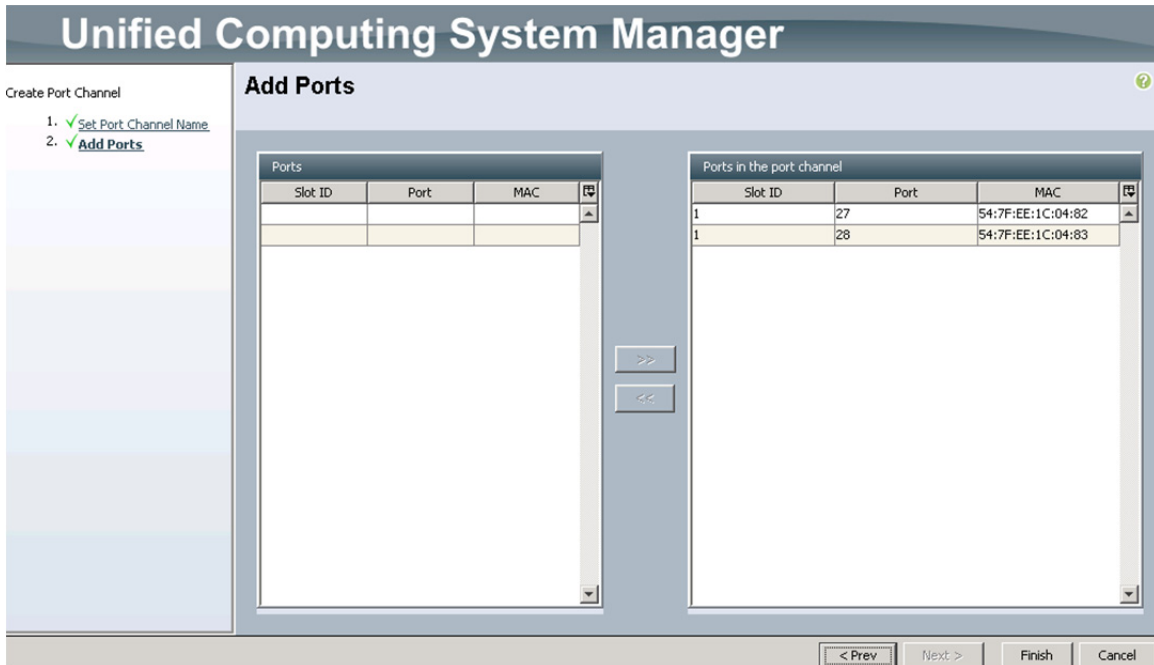 Unified Computing System Manager
Create Port Channel
1. Set Port Channel Name
2. Add Ports
Add Ports
Ports
Slot ID Port MAC
Ports in the port channel
Slot ID Port MAC
1 27 54:7F:EE:1C:04:82
1 28 54:7F:EE:1C:04:83
>>
<<
< Prev Next > Finish Cancel